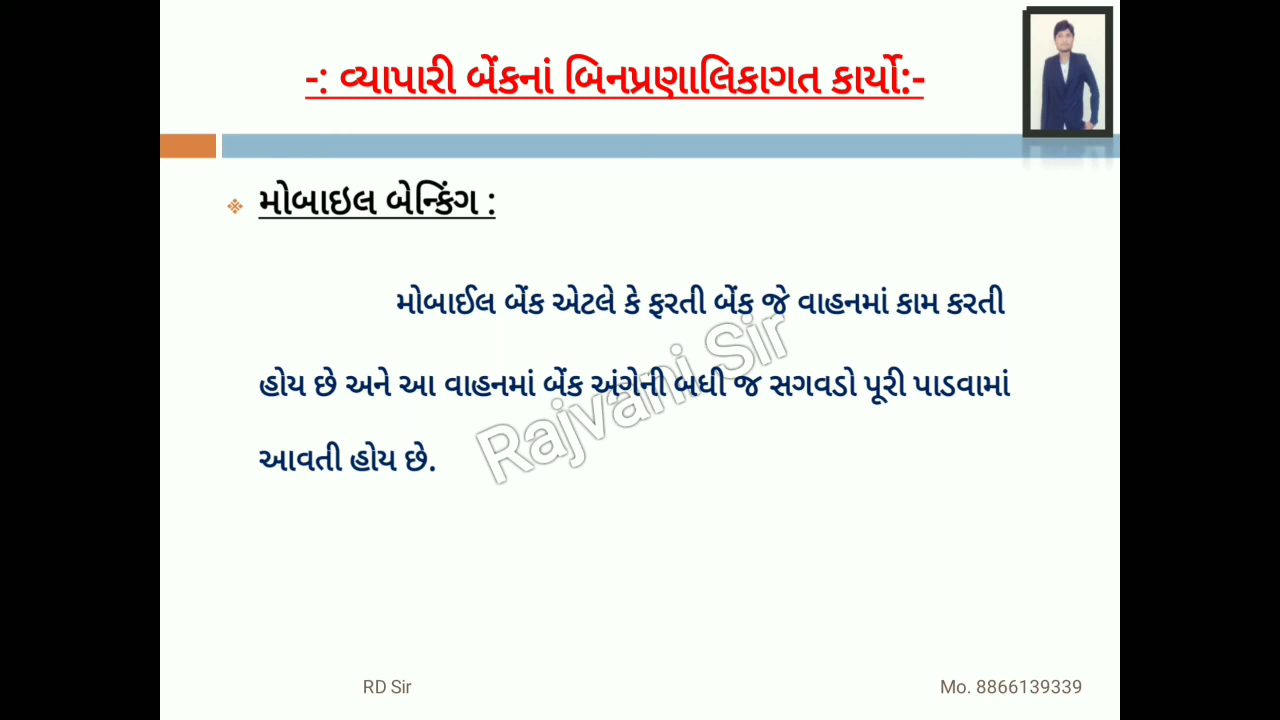 -: વ્યાપારી બેંકનાં બિનપ્રણાલિકાગત કાર્યો:-
મોબાઇલ બેન્કિંગ :
મોબાઈલ બેંક એટલે કે ફરતી બેંક જે વાહનમાં કામ કરતી
હોય છે અને આ વાહનમાં બેંક અંગેની બધી જ સગવડો પૂરી પાડવામાં
આવતી હોય છે.
Rajvani Sir
RD Sir
Mo. 8866139339